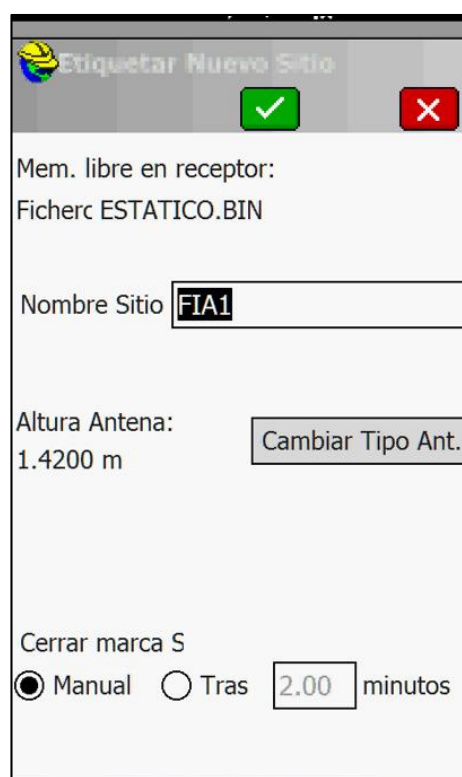 Etiquetar Nuevo Sitio
Mem. libre en receptor:
Ficherc ESTATICO.BIN
Nombre Sitio FIA1
Altura Antena:
1.4200 m
Cambiar Tipo Ant.
Cerrar marca S
Manual Tras 2.00 minutos